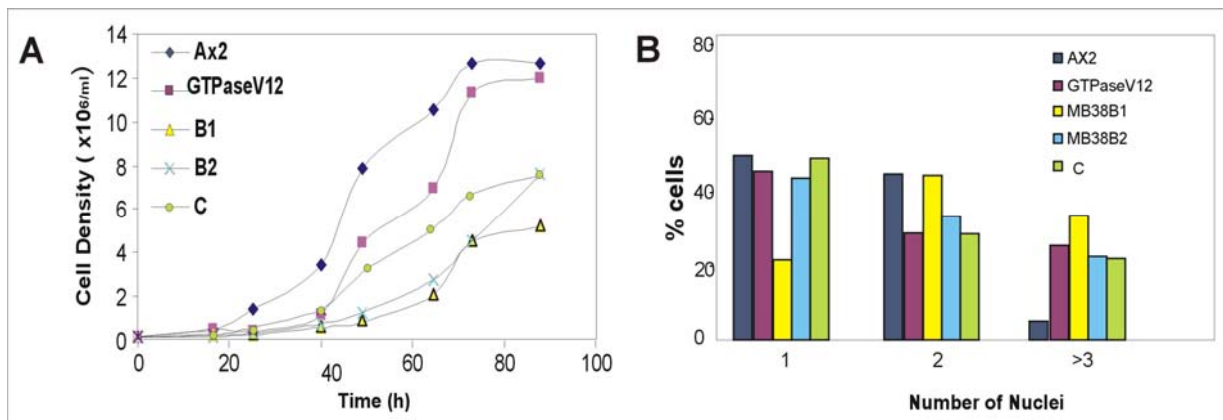 A
Cell Density ( x10⁶/ml)
14
12
10
8
6
4
2
0
Ax2
GTPaseV12
B1
B2
C
0
20
40
60
80
100
Time (h)
B
% cells
80
60
40
20
0
AX2
GTPaseV12
MB38B1
MB38B2
C
1
2
>3
Number of Nuclei